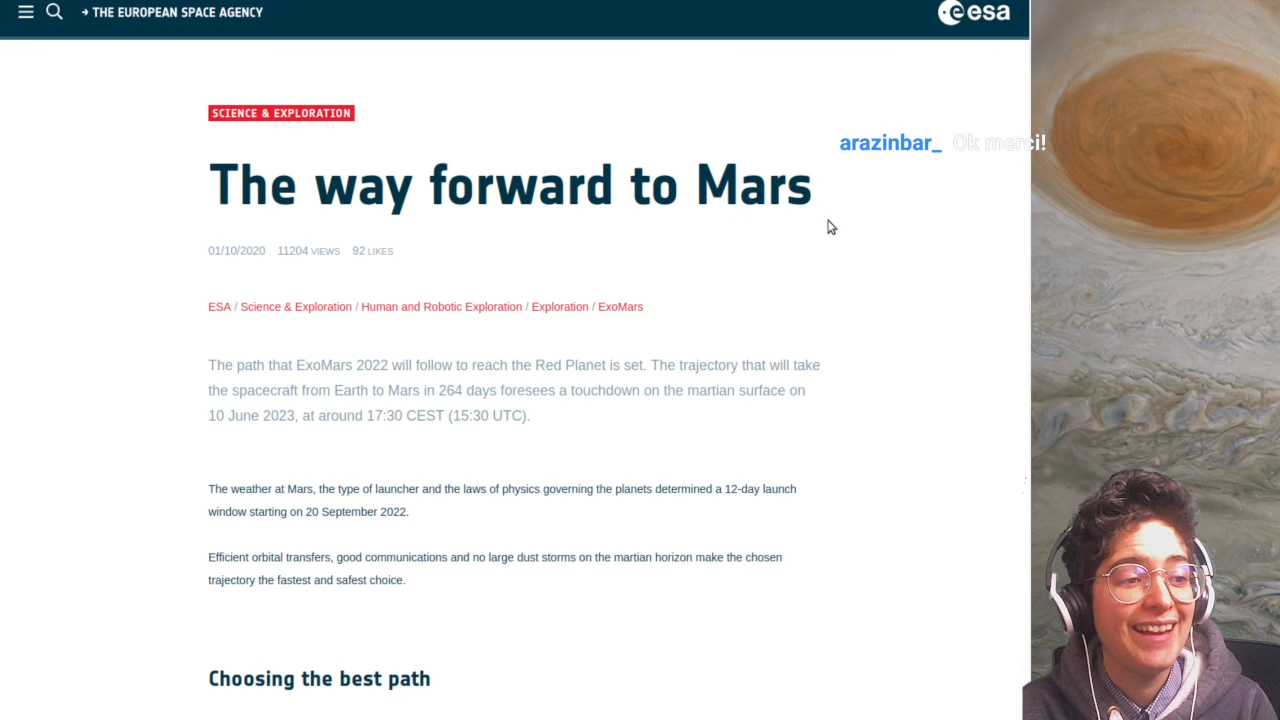 → THE EUROPEAN SPACE AGENCY
esa
SCIENCE & EXPLORATION
arazinbar_ Ok merci!
The way forward to Mars
01/10/2020 11204 VIEWS 92 LIKES
ESA / Science & Exploration / Human and Robotic Exploration / Exploration / ExoMars
The path that ExoMars 2022 will follow to reach the Red Planet is set. The trajectory that will take
the spacecraft from Earth to Mars in 264 days foresees a touchdown on the martian surface on
10 June 2023, at around 17:30 CEST (15:30 UTC).
The weather at Mars, the type of launcher and the laws of physics governing the planets determined a 12-day launch
window starting on 20 September 2022.
Efficient orbital transfers, good communications and no large dust storms on the martian horizon make the chosen
trajectory the fastest and safest choice.
Choosing the best path